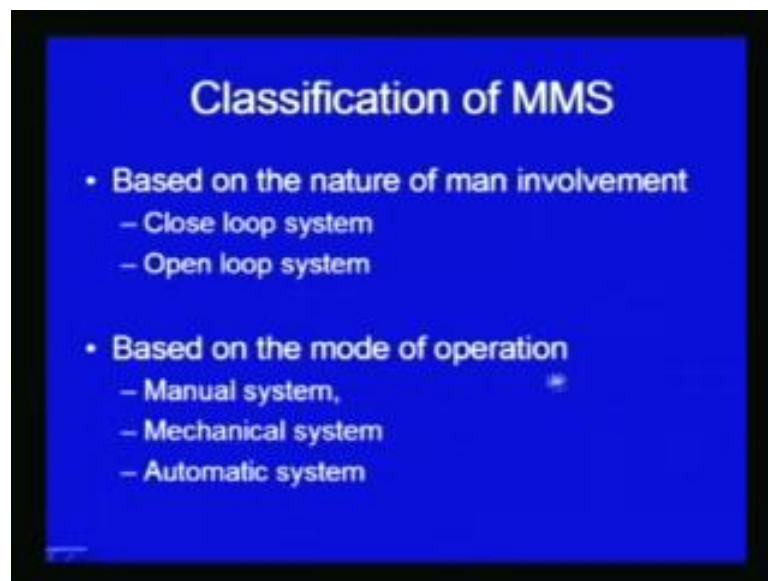 Classification of MMS
• Based on the nature of man involvement
– Close loop system
– Open loop system
• Based on the mode of operation
– Manual system,
– Mechanical system
– Automatic system